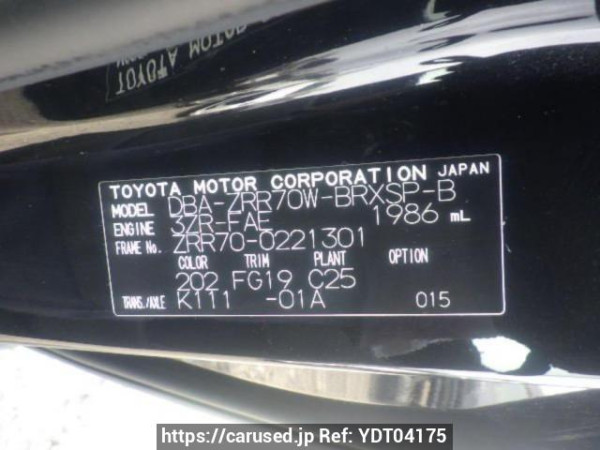 TOYOTA MOTOR CORPORATION JAPAN
MODEL DBA-ZRR70W-BRXSP-B
ENGINE 3ZR-FAE 1986 mL
FRAME No. ZRR70-0221301
COLOR TRIM PLANT OPTION
202 FG19 C25
TRANS./AXLE K111 -01A 015
https://carused.jp Ref: YDT04175